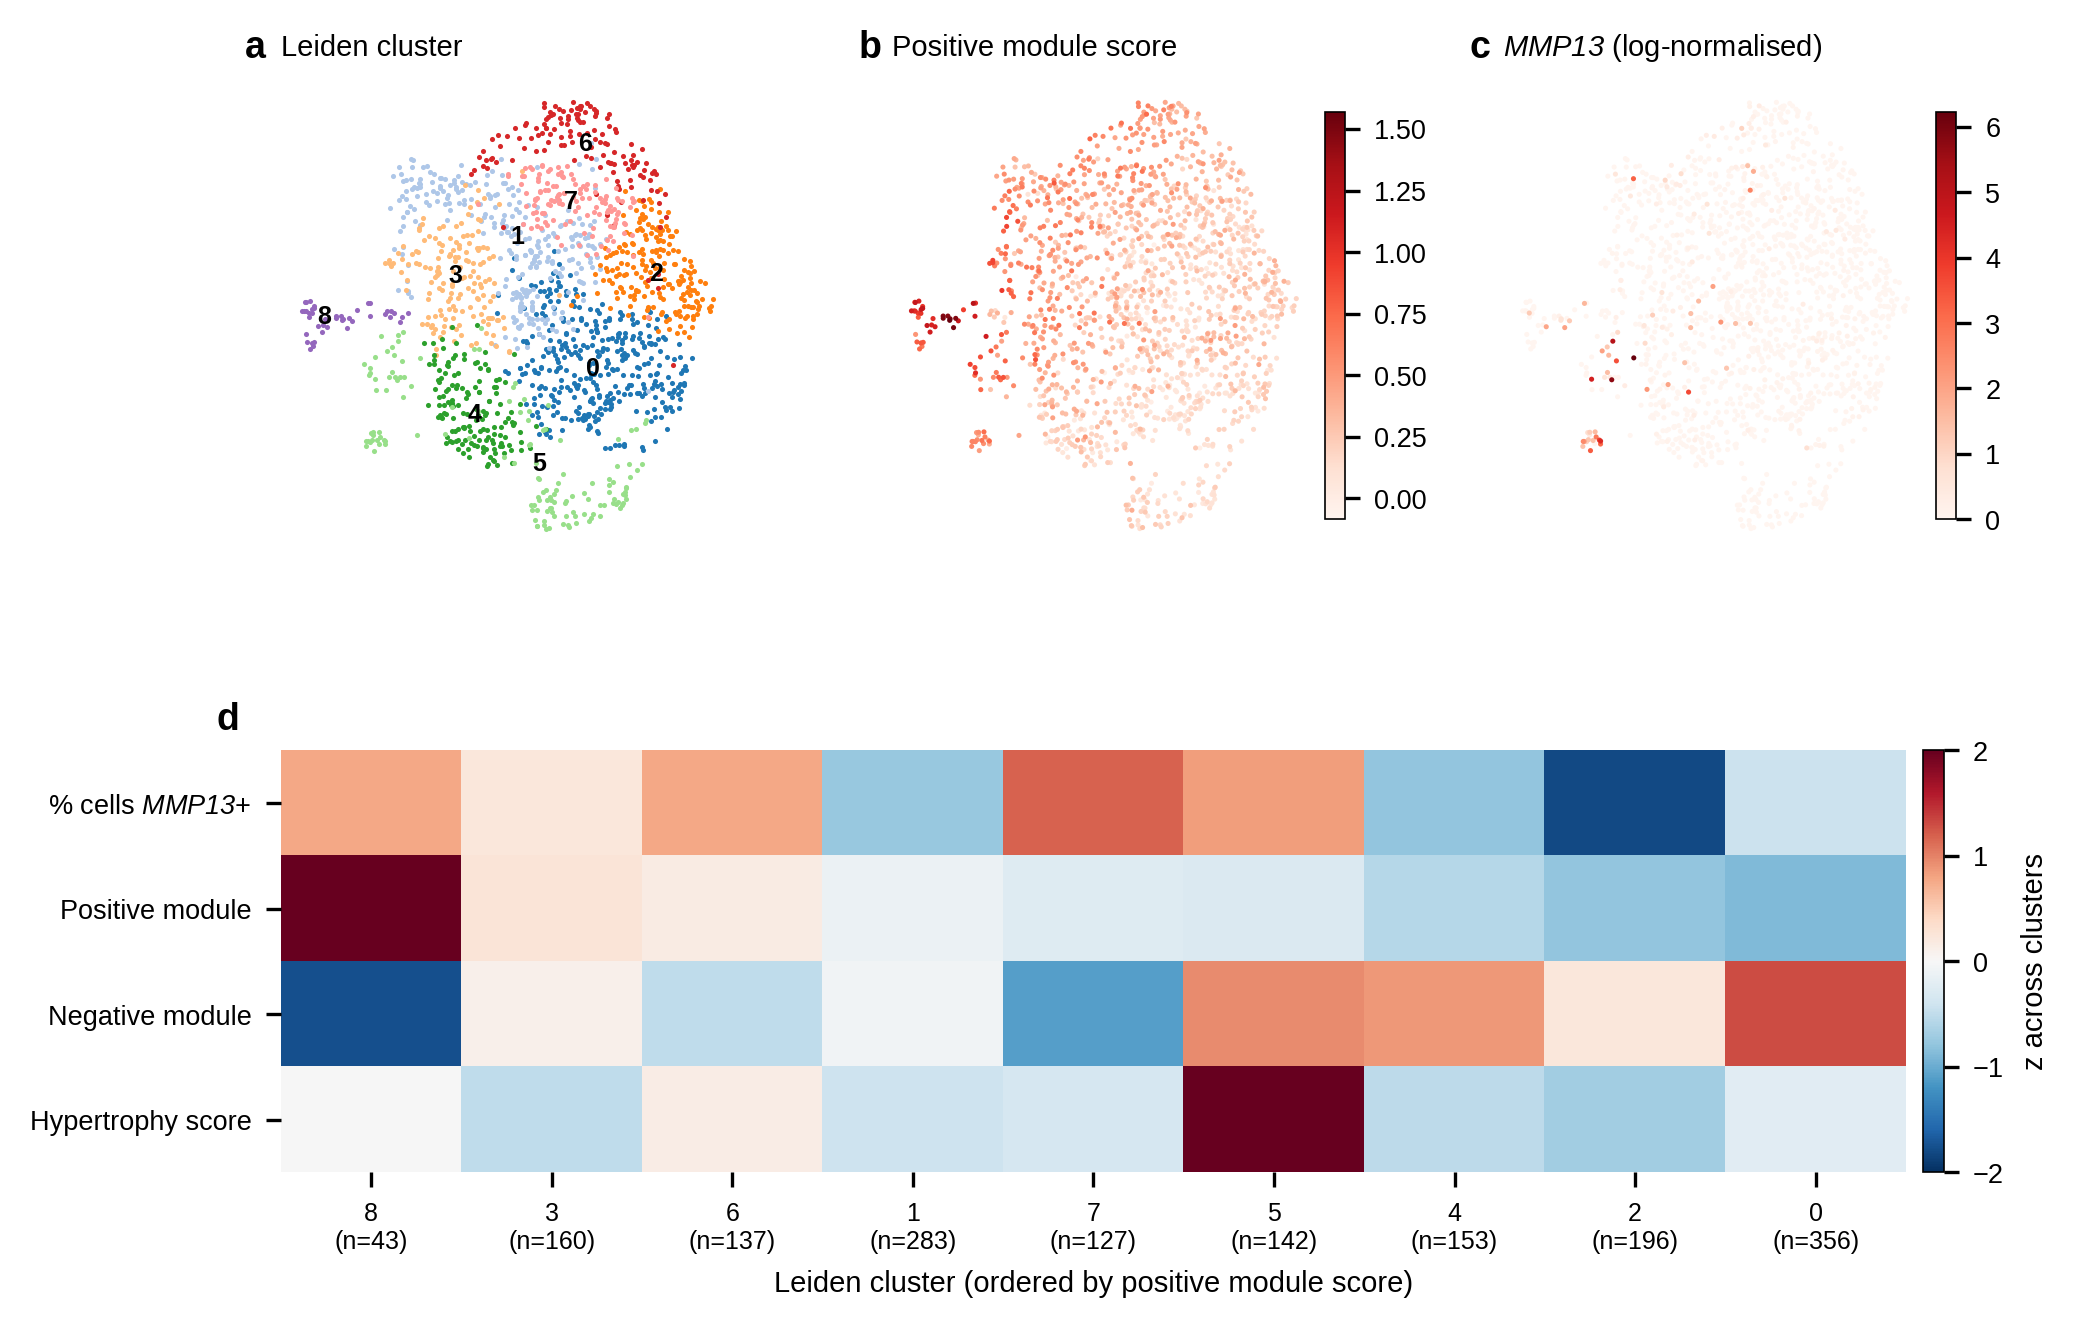 a Leiden cluster
b Positive module score
c MMP13 (log-normalised)
6
7
1
3
2
8
0
4
5
1.50
1.25
1.00
0.75
0.50
0.25
0.00
6
5
4
3
2
1
0
d
% cells MMP13+
Positive module
Negative module
Hypertrophy score
2
1
0
−1
−2
z across clusters
8 3 6 1 7 5 4 2 0
(n=43) (n=160) (n=137) (n=283) (n=127) (n=142) (n=153) (n=196) (n=356)
Leiden cluster (ordered by positive module score)